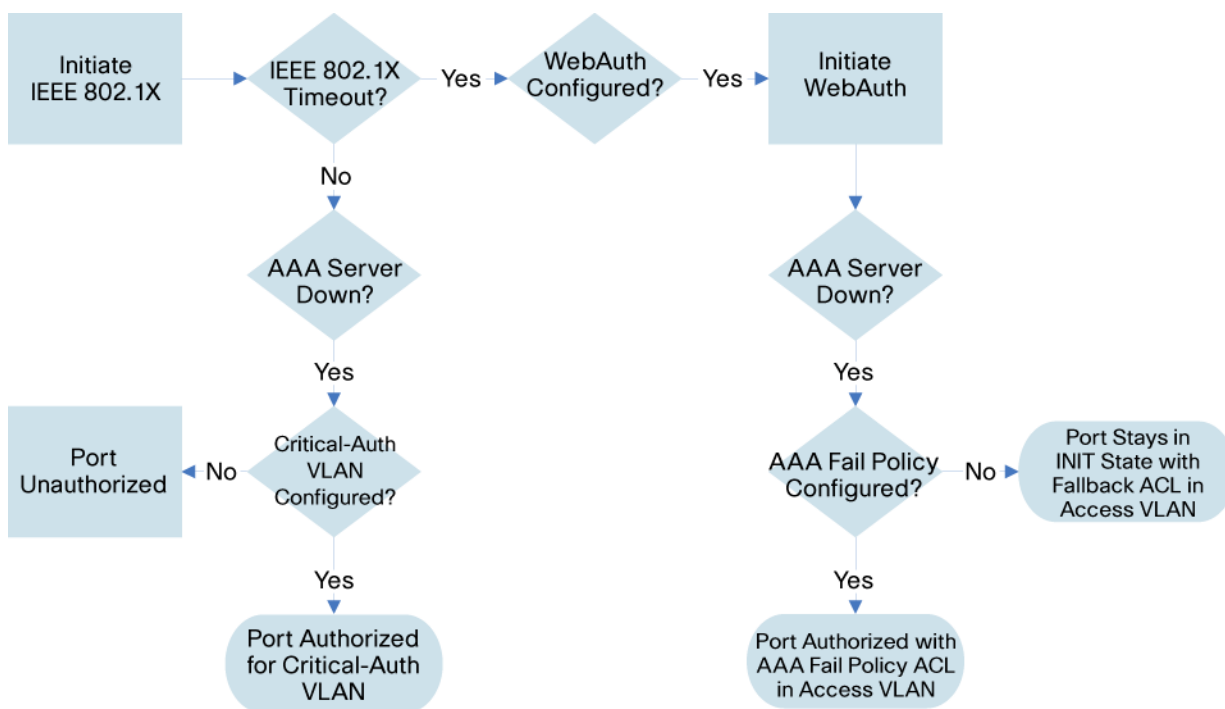 Initiate
IEEE 802.1X
IEEE 802.1X
Timeout?
Yes
WebAuth
Configured?
Yes
Initiate
WebAuth
No
AAA Server
Down?
AAA Server
Down?
Yes
Yes
Port
Unauthorized
No
Critical-Auth
VLAN
Configured?
AAA Fail Policy
Configured?
No
Port Stays in
INIT State with
Fallback ACL in
Access VLAN
Yes
Yes
Port Authorized
for Critical-Auth
VLAN
Port Authorized with
AAA Fail Policy ACL
in Access VLAN